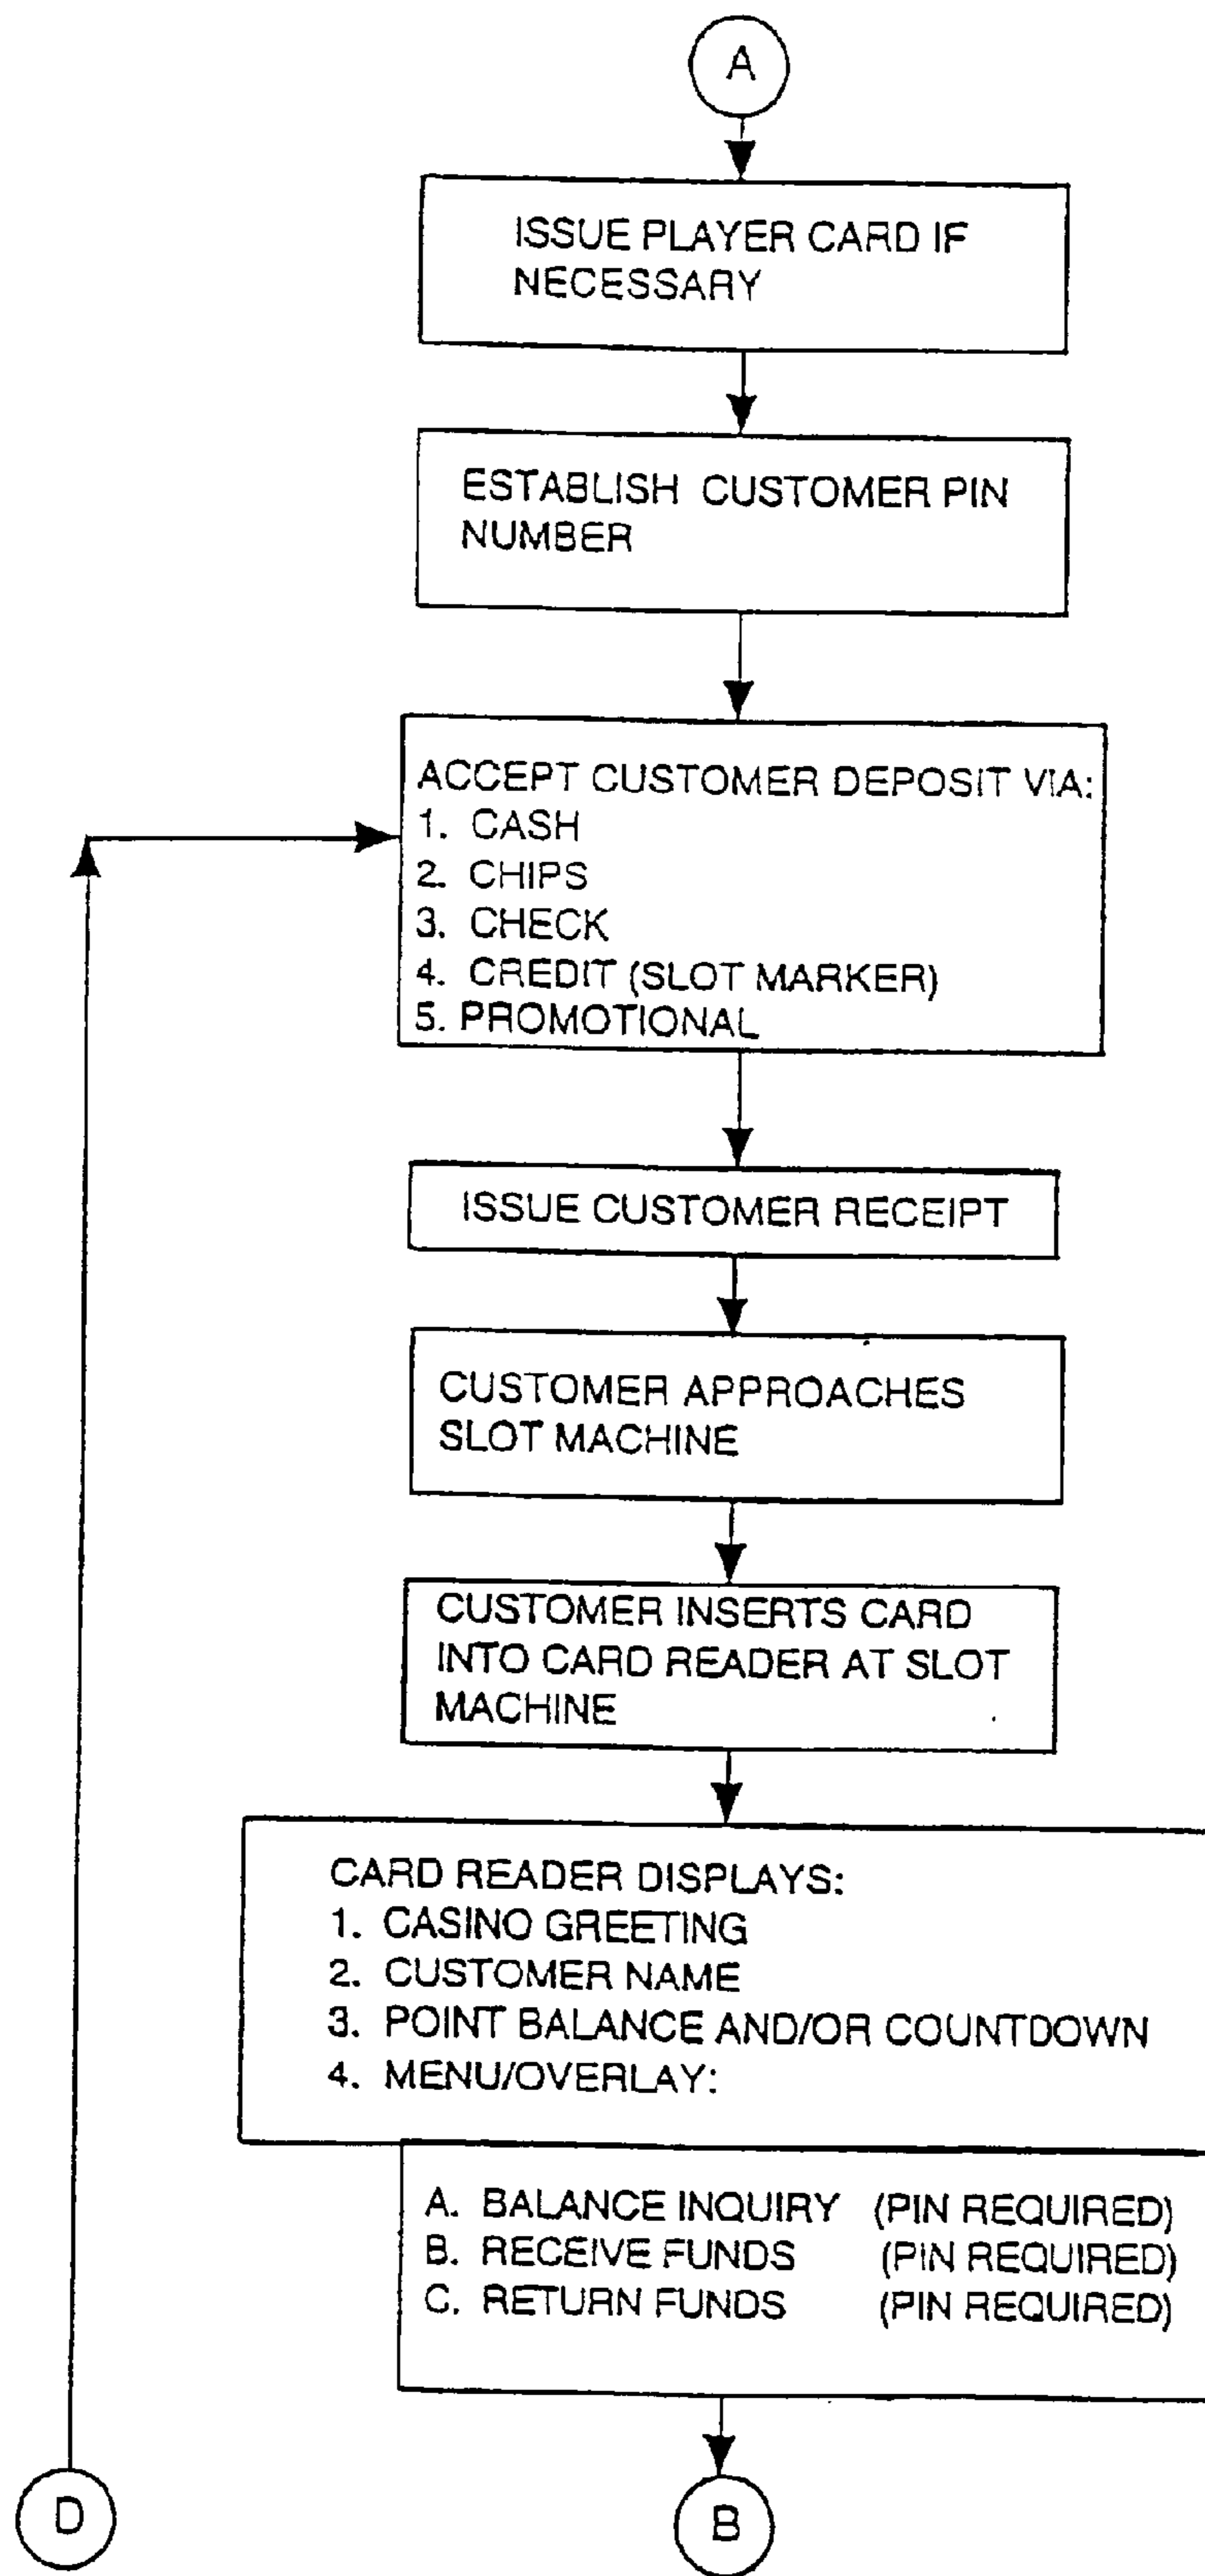 A
ISSUE PLAYER CARD IF
NECESSARY
ESTABLISH CUSTOMER PIN
NUMBER
ACCEPT CUSTOMER DEPOSIT VIA:
1. CASH
2. CHIPS
3. CHECK
4. CREDIT (SLOT MARKER)
5. PROMOTIONAL
ISSUE CUSTOMER RECEIPT
CUSTOMER APPROACHES
SLOT MACHINE
CUSTOMER INSERTS CARD
INTO CARD READER AT SLOT
MACHINE
CARD READER DISPLAYS:
1. CASINO GREETING
2. CUSTOMER NAME
3. POINT BALANCE AND/OR COUNTDOWN
4. MENU/OVERLAY:
A. BALANCE INQUIRY (PIN REQUIRED)
B. RECEIVE FUNDS (PIN REQUIRED)
C. RETURN FUNDS (PIN REQUIRED)
D
B